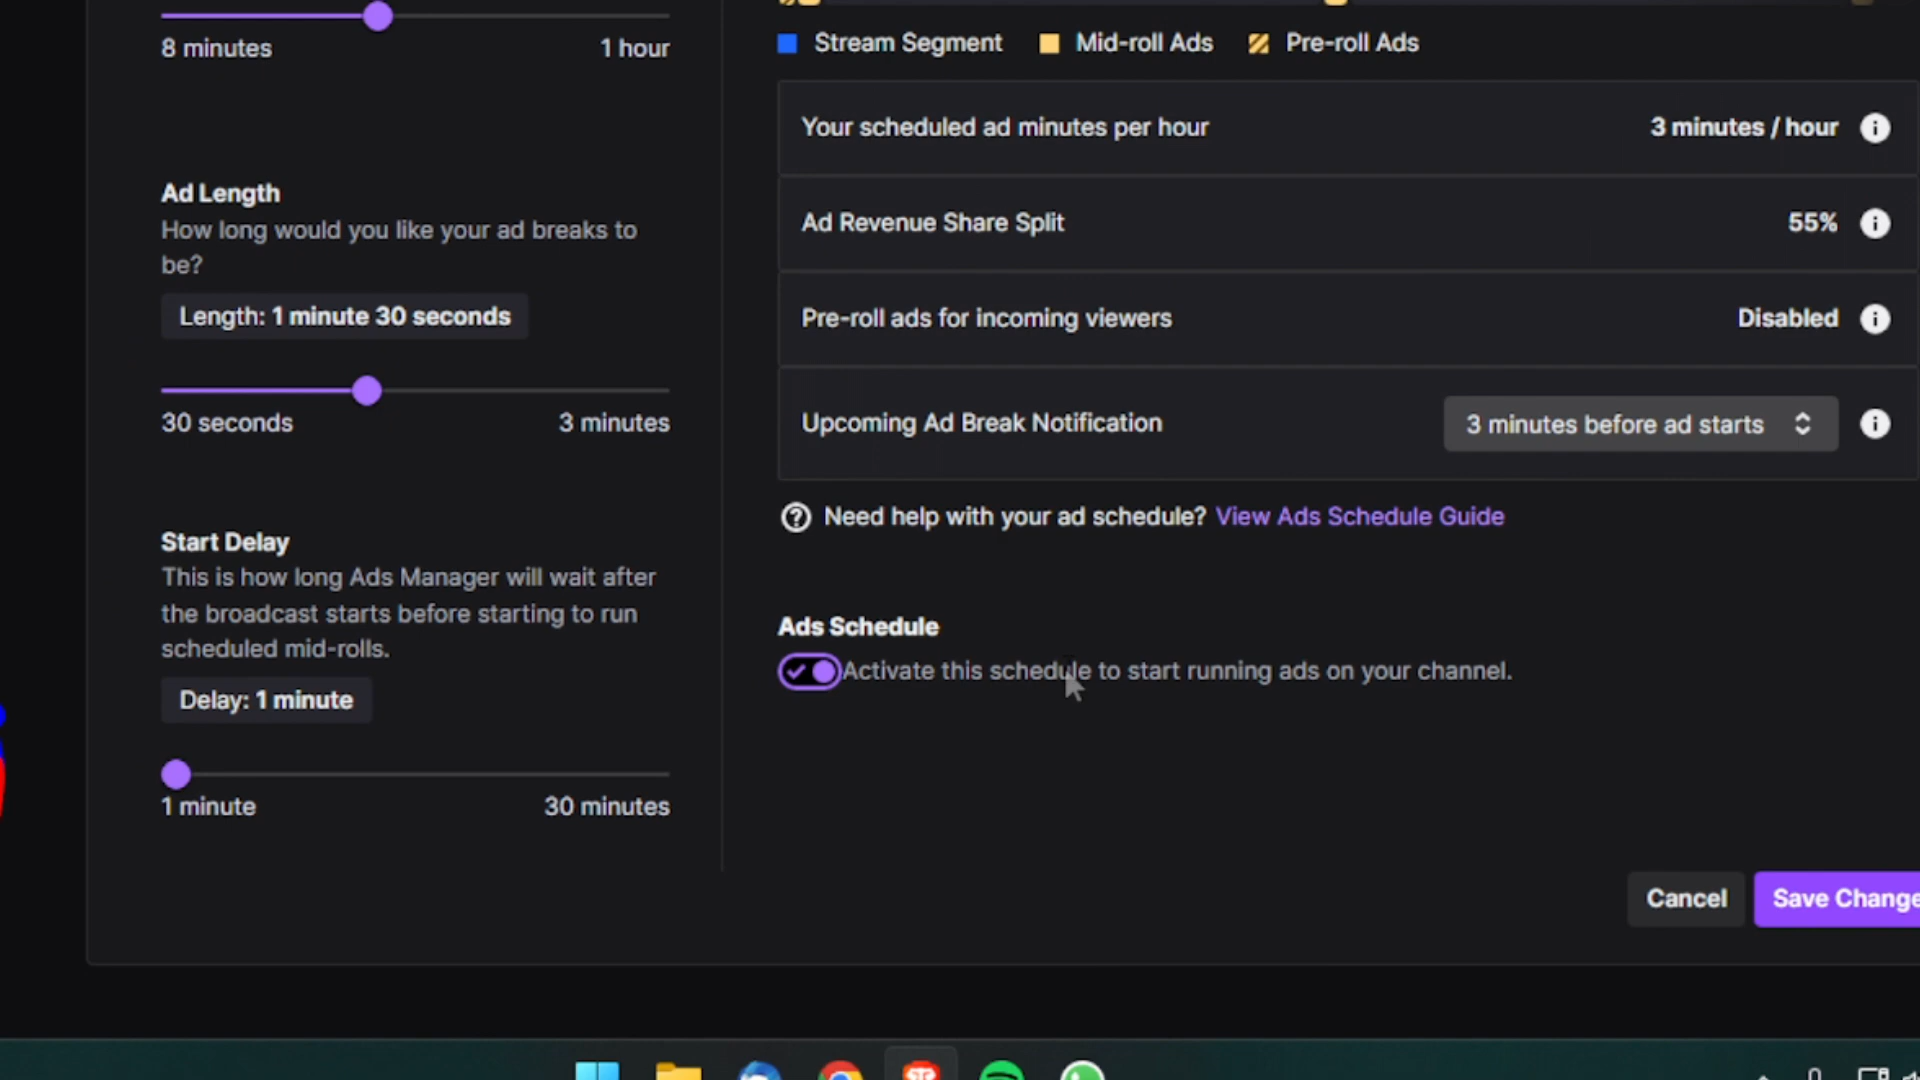 8 minutes 1 hour
Ad Length
How long would you like your ad breaks to
be?
Length: 1 minute 30 seconds
30 seconds 3 minutes
Start Delay
This is how long Ads Manager will wait after
the broadcast starts before starting to run
scheduled mid-rolls.
Delay: 1 minute
1 minute 30 minutes
Stream Segment Mid-roll Ads Pre-roll Ads
Your scheduled ad minutes per hour 3 minutes / hour
Ad Revenue Share Split 55%
Pre-roll ads for incoming viewers Disabled
Upcoming Ad Break Notification 3 minutes before ad starts
Need help with your ad schedule? View Ads Schedule Guide
Ads Schedule
Activate this schedule to start running ads on your channel.
Cancel Save Change